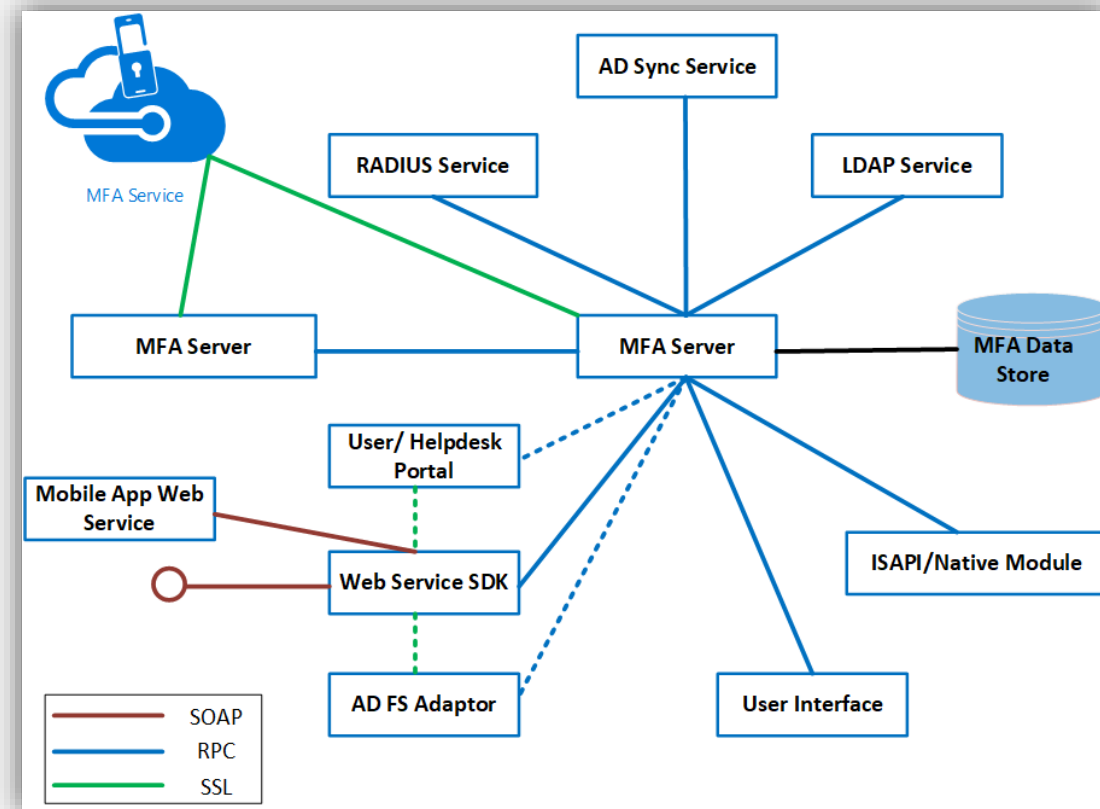 AD Sync Service
RADIUS Service
LDAP Service
MFA Service
MFA Server
MFA Server
MFA Data
Store
User/ Helpdesk
Portal
Mobile App Web
Service
Web Service SDK
ISAPI/Native Module
AD FS Adaptor
User Interface
SOAP
RPC
SSL